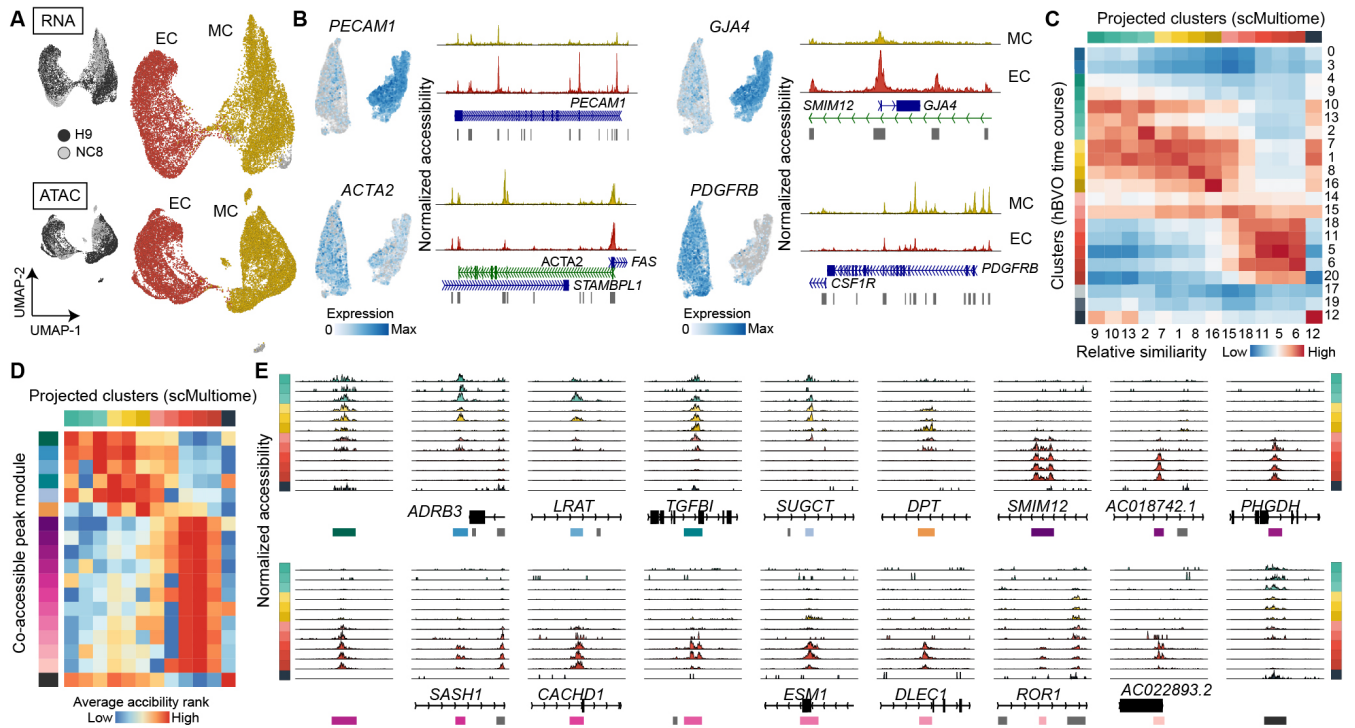 A
RNA
EC
MC
H9
NC8
ATAC
EC
MC
UMAP-2
UMAP-1
B
PECAM1
Normalized accessibility
PECAM1
ACTA2
ACTA2
FAS
STAMBPL1
Expression
0 Max
GJA4
Normalized accessibility
MC
EC
SMIM12
GJA4
PDGFRB
MC
EC
PDGFRB
CSF1R
Expression
0 Max
C
Projected clusters (scMultiome)
Clusters (hBVO time course)
0
3
4
9
10
13
2
7
1
8
16
14
15
18
11
5
6
20
17
19
12
9 10 13 2 7 1 8 16 15 18 11 5 6 12
Relative similiarity Low High
D
Projected clusters (scMultiome)
Co-accessible peak module
Average accibility rank
Low High
E
Normalized accessibility
ADRB3 LRAT TGFBI SUGCT DPT SMIM12 AC018742.1 PHGDH
SASH1 CACHD1 ESM1 DLEC1 ROR1 AC022893.2